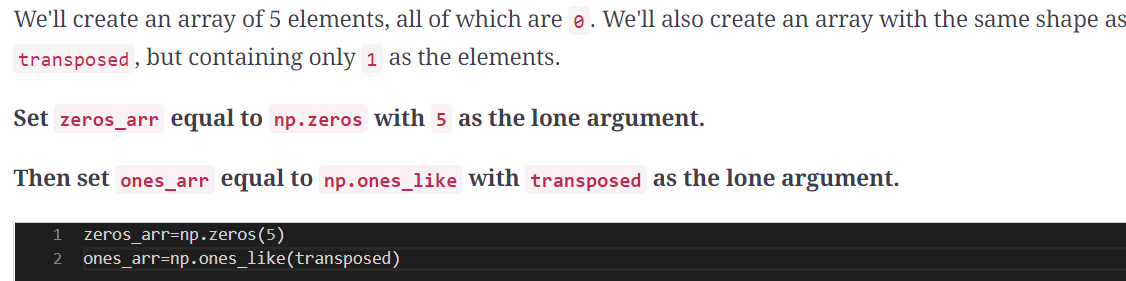 We'll create an array of 5 elements, all of which are 0. We'll also create an array with the same shape as
transposed, but containing only 1 as the elements.
Set zeros_arr equal to np.zeros with 5 as the lone argument.
Then set ones_arr equal to np.ones_like with transposed as the lone argument.
1 zeros_arr=np.zeros(5)
2 ones_arr=np.ones_like(transposed)